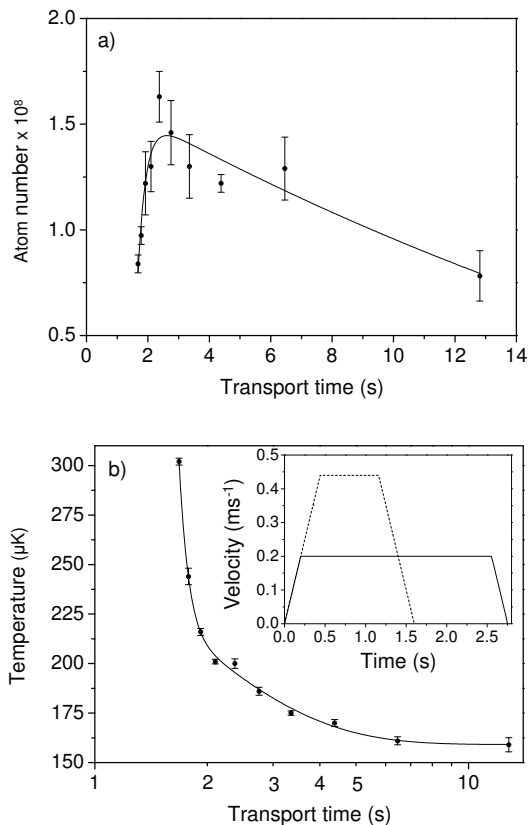 a)
Atom number x 10⁸
2.0
1.5
1.0
0.5
0 2 4 6 8 10 12 14
Transport time (s)
b)
Temperature (µK)
300
275
250
225
200
175
150
1 2 3 4 5 10
Transport time (s)
Velocity (ms⁻¹)
0.5
0.4
0.3
0.2
0.1
0.0
0.0 0.5 1.0 1.5 2.0 2.5
Time (s)